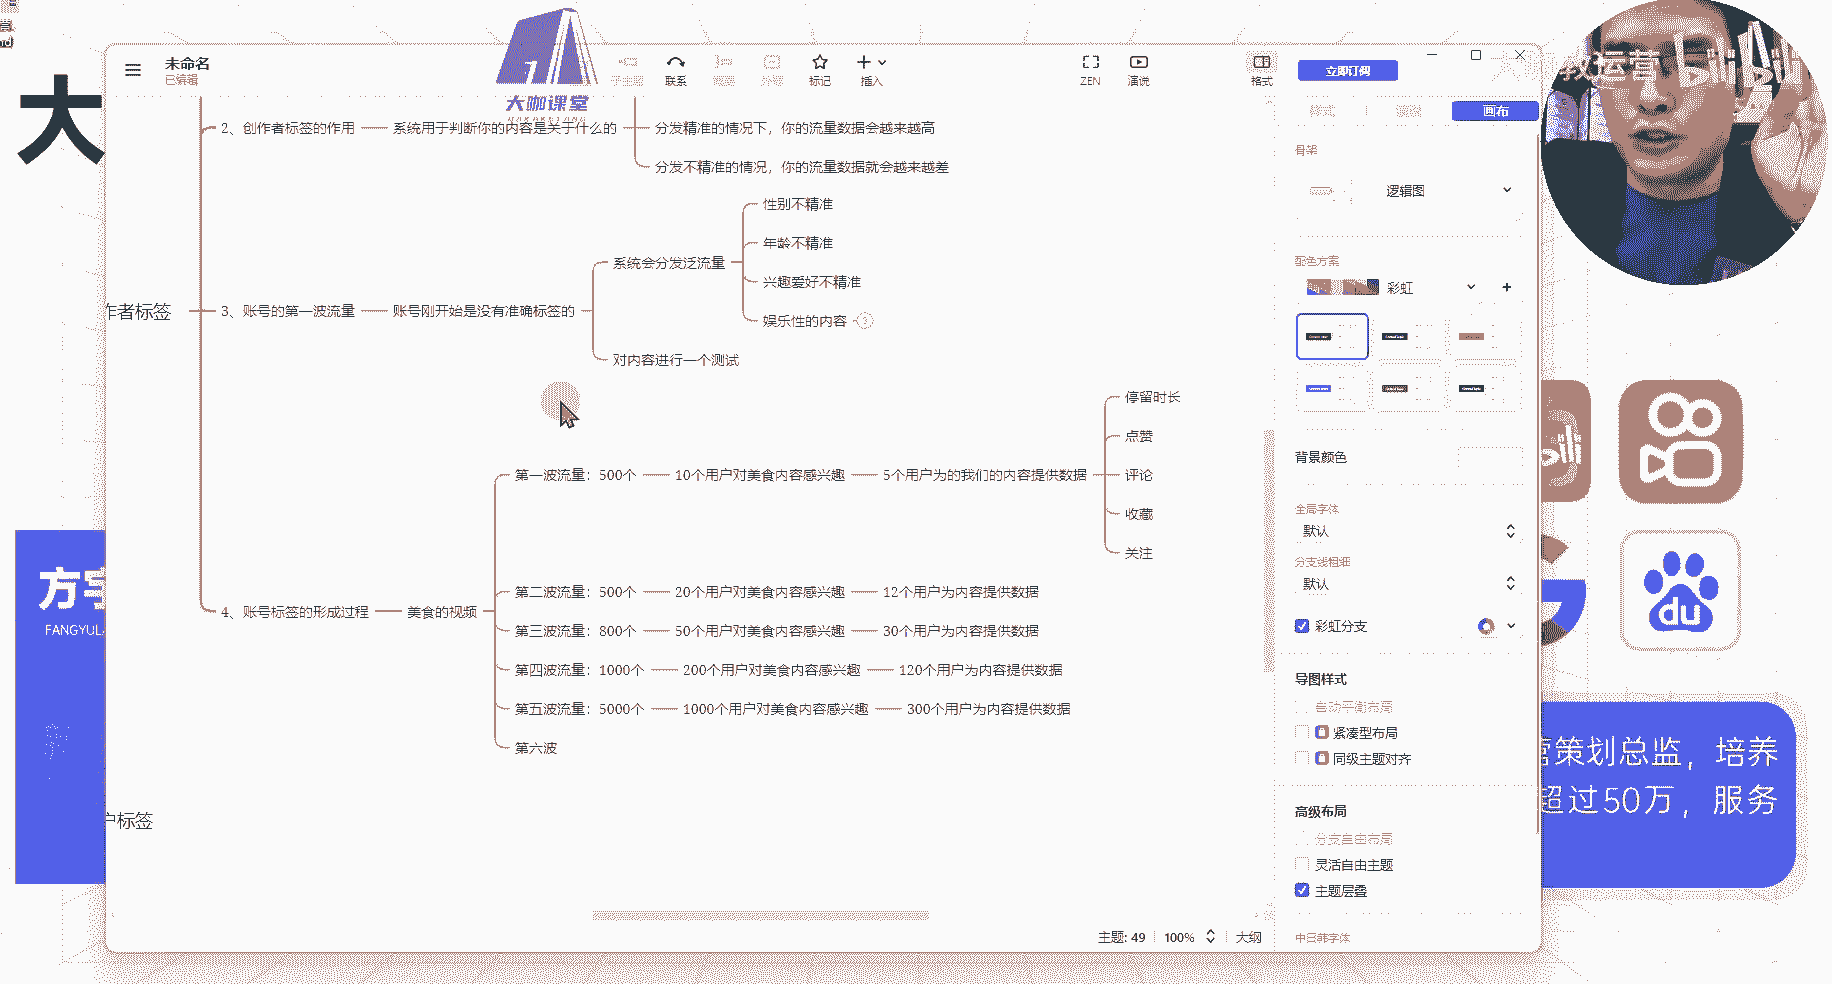 大
未命名
已编辑
大咖课堂
子主题
联系
标记
插入
ZEN
演说
格式
立即订阅
教运营
bilibili
画布
2、创作者标签的作用
系统用于判断你的内容是关于什么的
分发精准的情况下，你的流量数据会越来越高
分发不精准的情况，你的流量数据就会越来越差
作者标签
3、账号的第一波流量
账号刚开始是没有准确标签的
系统会分发泛流量
性别不精准
年龄不精准
兴趣爱好不精准
娱乐性的内容
对内容进行一个测试
4、账号标签的形成过程
美食的视频
第一波流量：500个
10个用户对美食内容感兴趣
5个用户为的我们的内容提供数据
停留时长
点赞
评论
收藏
关注
第二波流量：500个
20个用户对美食内容感兴趣
12个用户为内容提供数据
第三波流量：800个
50个用户对美食内容感兴趣
30个用户为内容提供数据
第四波流量：1000个
200个用户对美食内容感兴趣
120个用户为内容提供数据
第五波流量：5000个
1000个用户对美食内容感兴趣
300个用户为内容提供数据
第六波
户标签
骨架
逻辑图
配色方案
彩虹
背景颜色
全局字体
默认
分支线粗细
默认
彩虹分支
导图样式
自动平衡布局
紧凑型布局
同级主题对齐
高级布局
分支自由布局
灵活自由主题
主题层叠
中日韩字体
主题: 49
100%
大纲
方宇
FANGYUL
du
营策划总监，培养
超过50万，服务